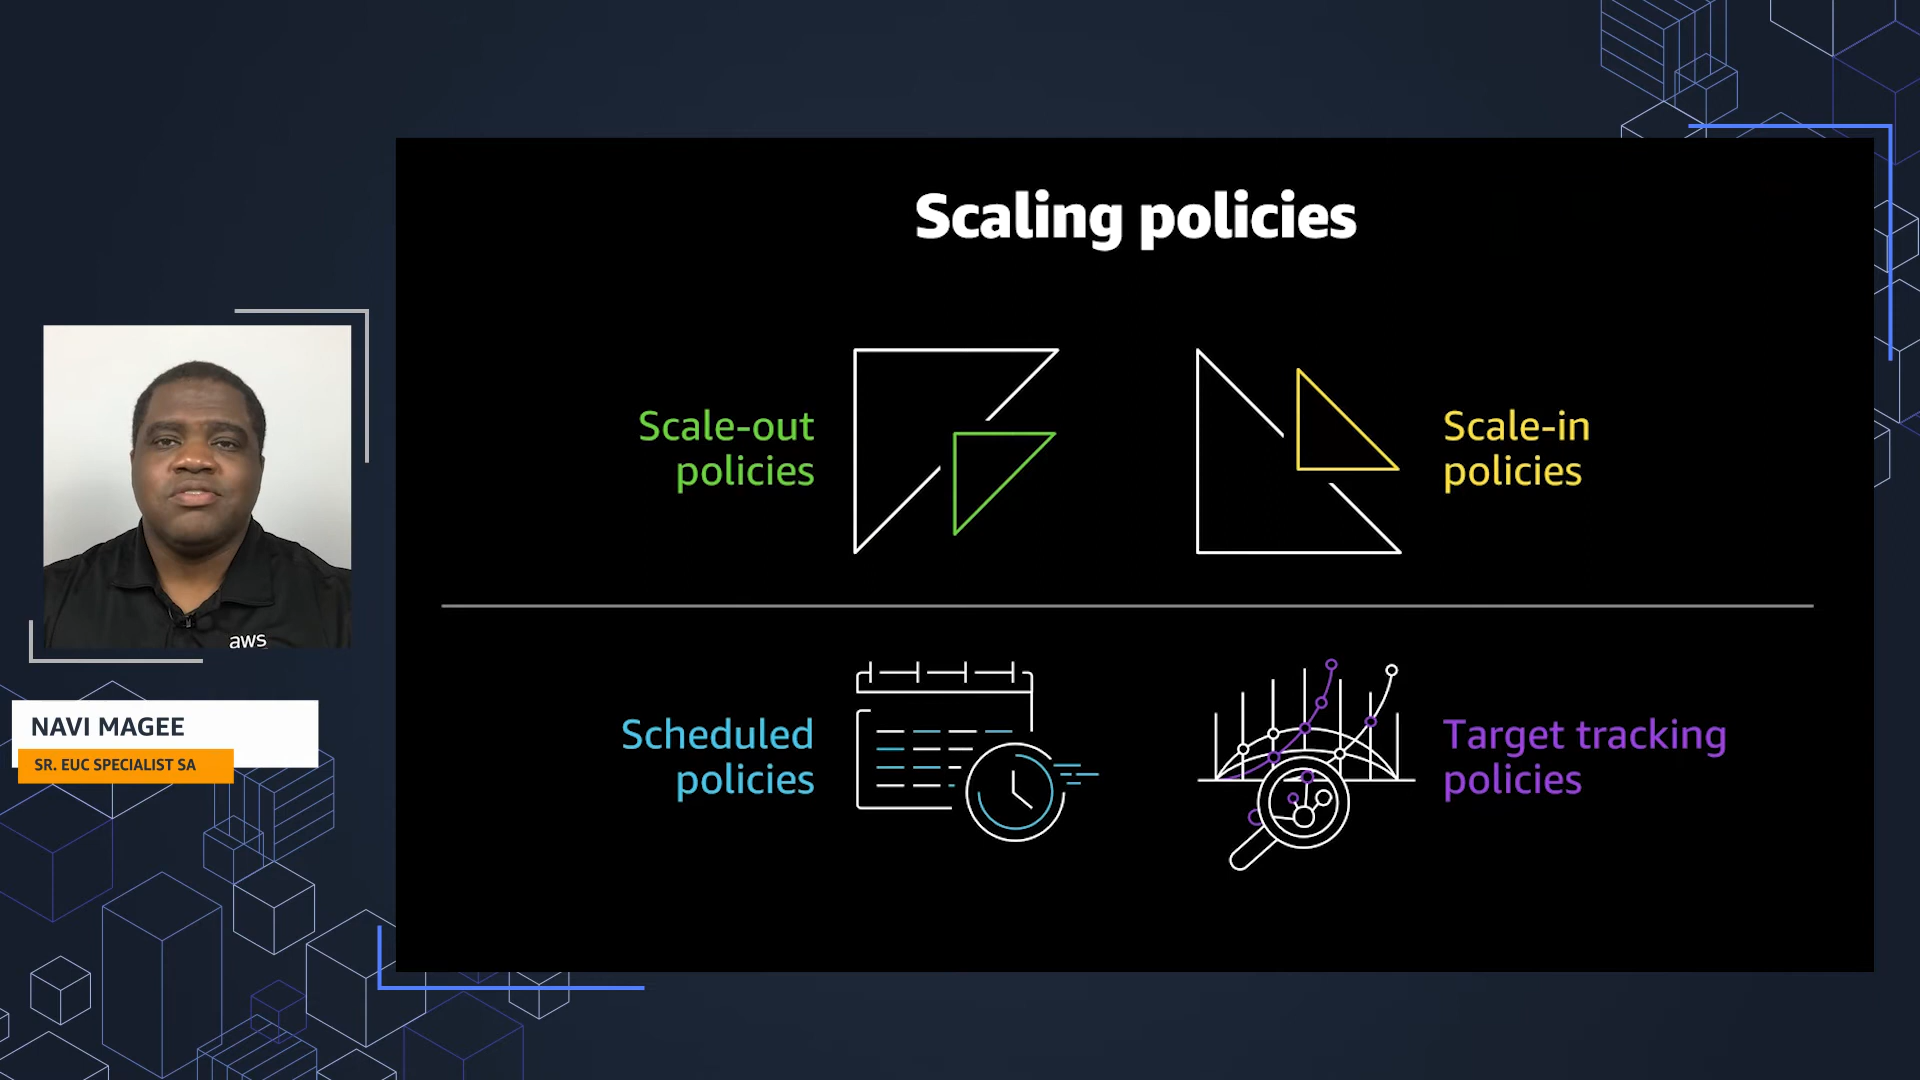 Scaling policies
Scale-out
policies
Scale-in
policies
Scheduled
policies
Target tracking
policies
aws
NAVI MAGEE
SR. EUC SPECIALIST SA